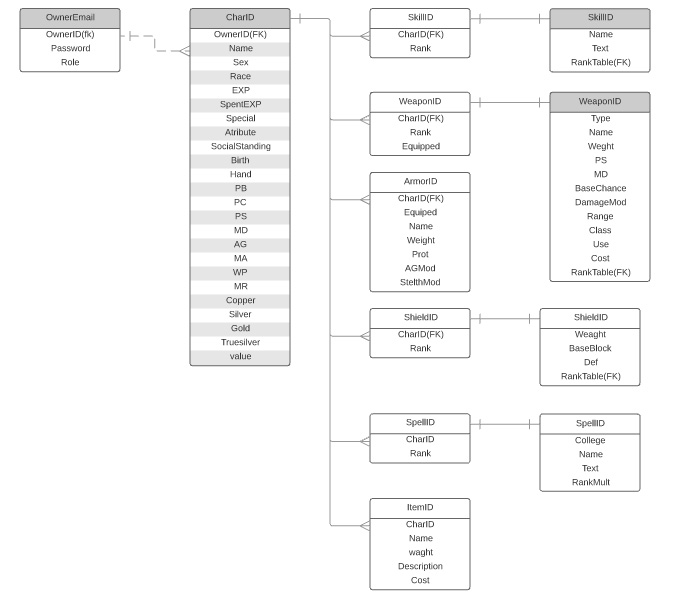 OwnerEmail
OwnerID(fk)
Password
Role
CharID
OwnerID(FK)
Name
Sex
Race
EXP
SpentEXP
Special
Atribute
SocialStanding
Birth
Hand
PB
PC
PS
MD
AG
MA
WP
MR
Copper
Silver
Gold
Truesilver
value
SkillID
CharID(FK)
Rank
SkillID
Name
Text
RankTable(FK)
WeaponID
CharID(FK)
Rank
Equipped
WeaponID
Type
Name
Weght
PS
MD
BaseChance
DamageMod
Range
Class
Use
Cost
RankTable(FK)
ArmorID
CharID(FK)
Equiped
Name
Weight
Prot
AGMod
StelthMod
ShieldID
CharID(FK)
Rank
ShieldID
Weaght
BaseBlock
Def
RankTable(FK)
SpellID
CharID
Rank
SpellID
College
Name
Text
RankMult
ItemID
CharID
Name
waght
Description
Cost